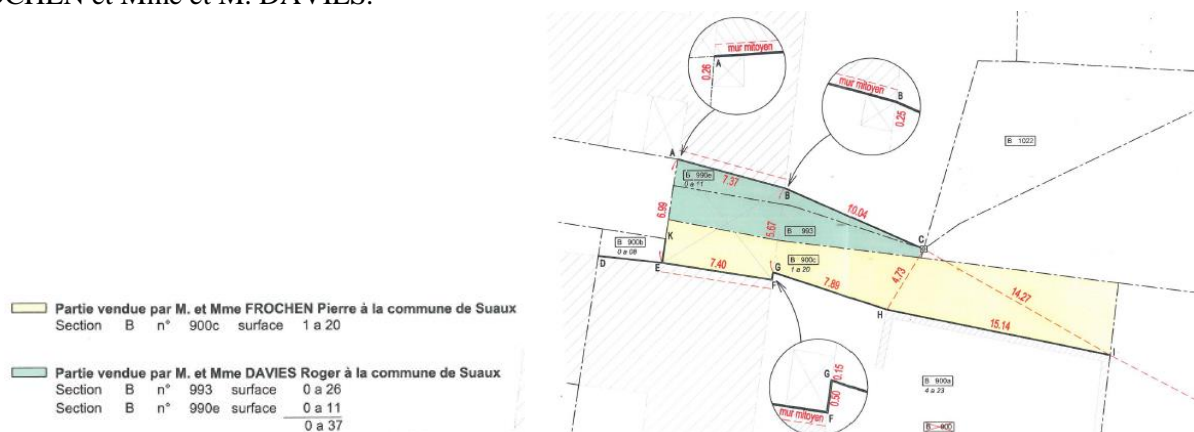 OCHEN et Mme et M. DAVIES.
mur mitoyen
A
0.26
mur mitoyen
B
0.25
B 1022
A
B 990e
0 a 11
7.37
B
10.04
6.99
C
K
5.67
B 993
B 900b
0 a 08
B 900c
1 a 20
4.73
D
E
7.40
G
F
7.89
14.27
H
15.14
I
G
0.15
0.50
F
mur mitoyen
B 900a
4 a 23
B 900
Partie vendue par M. et Mme FROCHEN Pierre à la commune de Suaux
Section B n° 900c surface 1 a 20
Partie vendue par M. et Mme DAVIES Roger à la commune de Suaux
Section B n° 993 surface 0 a 26
Section B n° 990e surface 0 a 11
0 a 37